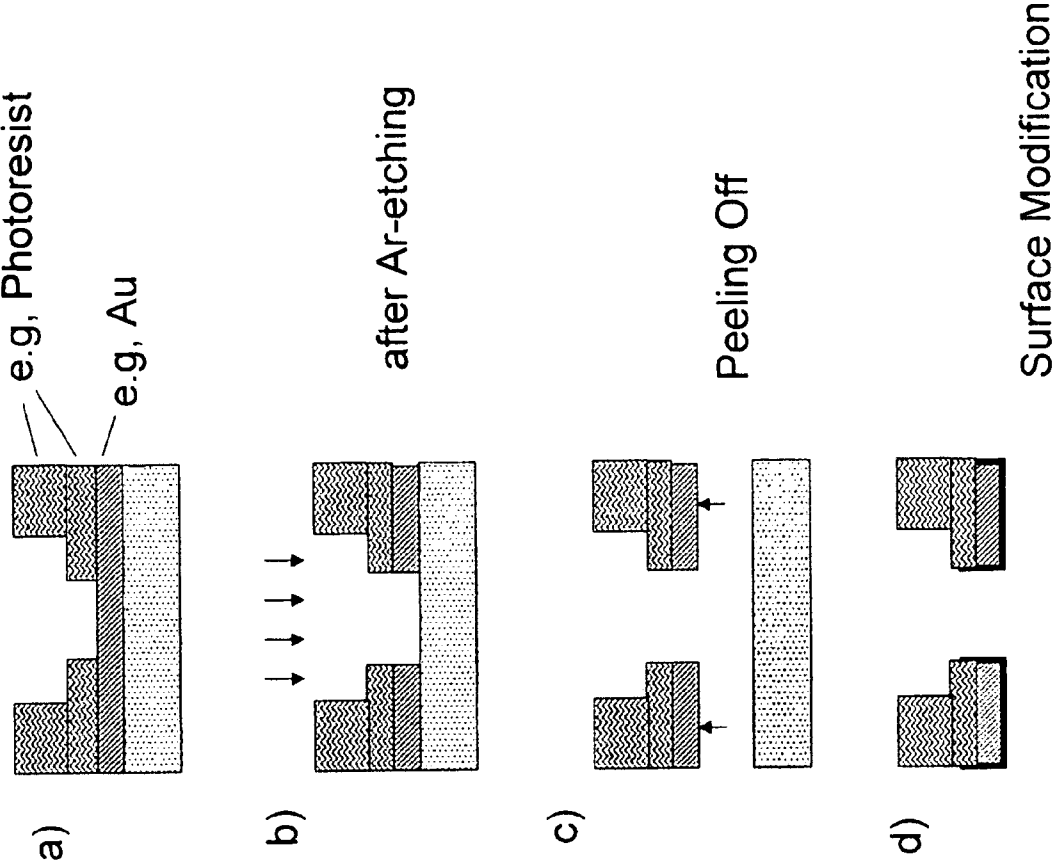 a)
e.g, Photoresist
e.g, Au
b)
after Ar-etching
c)
Peeling Off
d)
Surface Modification